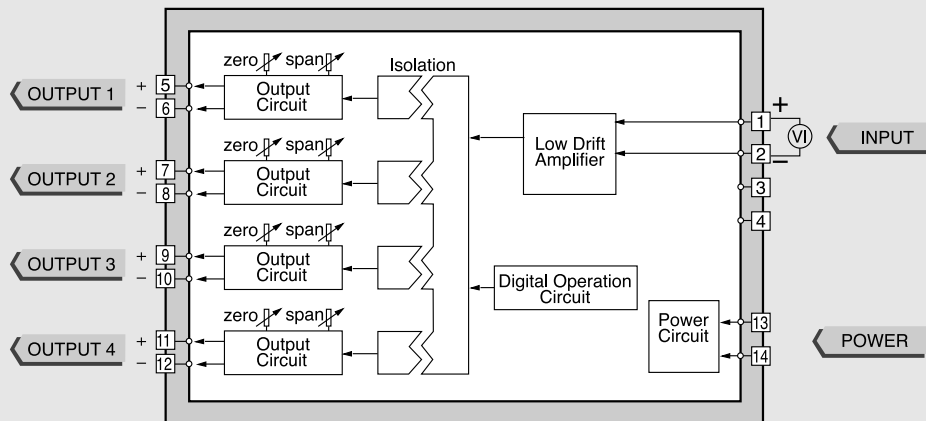 zero span
Isolation
OUTPUT 1
+ 5
− 6
Output
Circuit
zero span
OUTPUT 2
+ 7
− 8
Output
Circuit
zero span
OUTPUT 3
+ 9
− 10
Output
Circuit
zero span
OUTPUT 4
+ 11
− 12
Output
Circuit
Low Drift
Amplifier
Digital Operation
Circuit
Power
Circuit
1 +
VI
2 −
3
4
INPUT
13
14
POWER